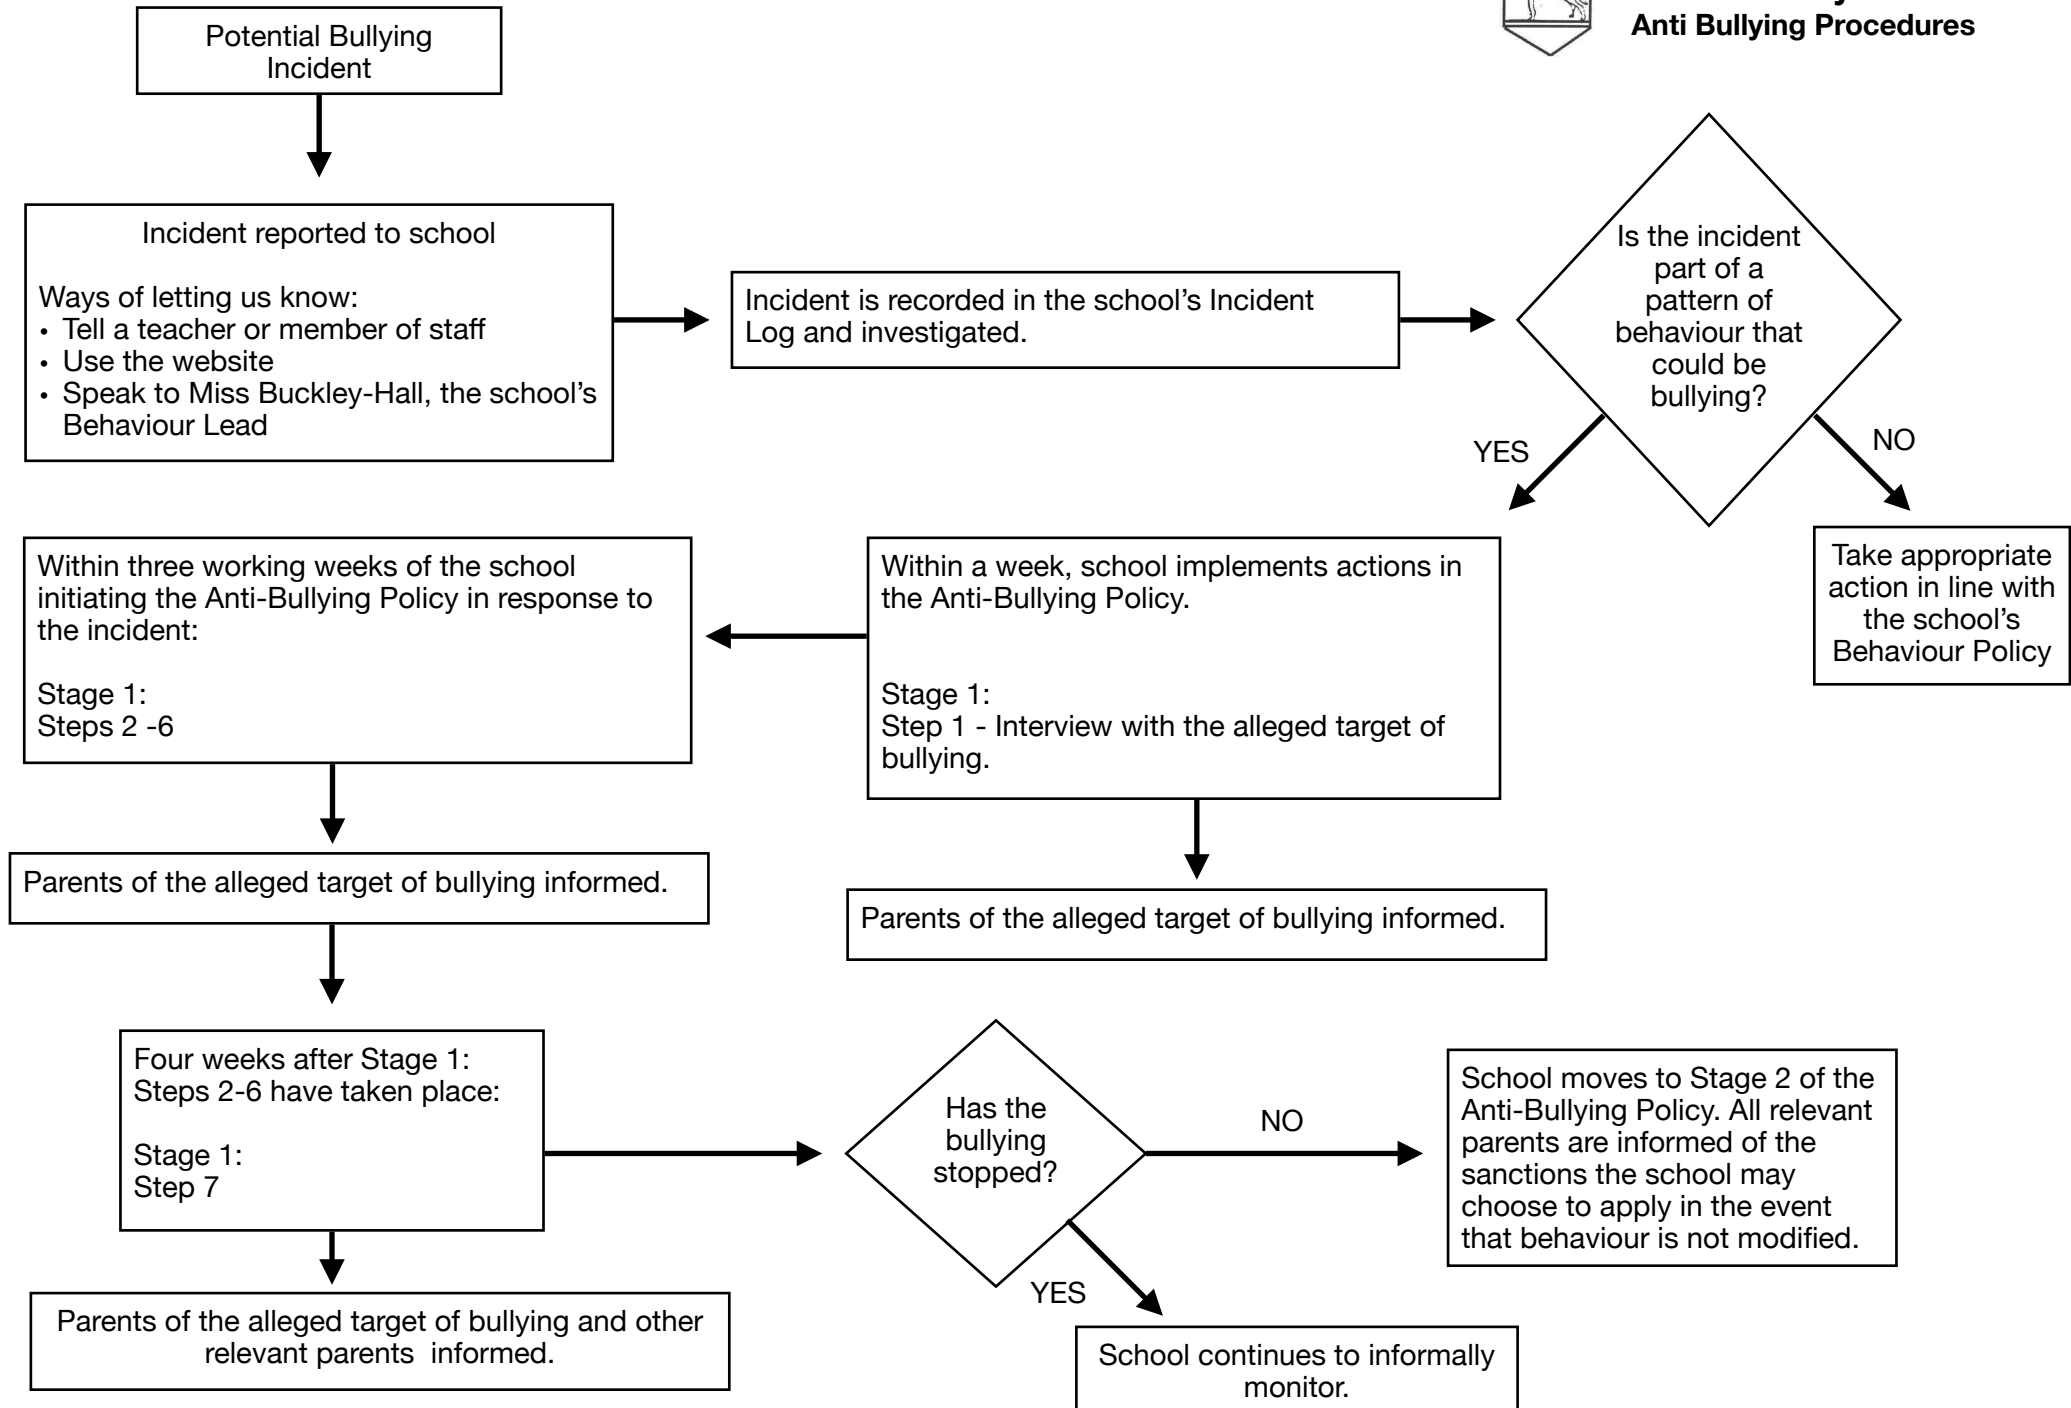 Anti Bullying Procedures
Potential Bullying
Incident
Incident reported to school
Ways of letting us know:
• Tell a teacher or member of staff
• Use the website
• Speak to Miss Buckley-Hall, the school's
Behaviour Lead
Incident is recorded in the school's Incident
Log and investigated.
Is the incident
part of a
pattern of
behaviour that
could be
bullying?
YES
NO
Take appropriate
action in line with
the school's
Behaviour Policy
Within a week, school implements actions in
the Anti-Bullying Policy.
Stage 1:
Step 1 - Interview with the alleged target of
bullying.
Parents of the alleged target of bullying informed.
Within three working weeks of the school
initiating the Anti-Bullying Policy in response to
the incident:
Stage 1:
Steps 2 -6
Parents of the alleged target of bullying informed.
Four weeks after Stage 1:
Steps 2-6 have taken place:
Stage 1:
Step 7
Parents of the alleged target of bullying and other
relevant parents  informed.
Has the
bullying
stopped?
NO
School moves to Stage 2 of the
Anti-Bullying Policy. All relevant
parents are informed of the
sanctions the school may
choose to apply in the event
that behaviour is not modified.
YES
School continues to informally
monitor.